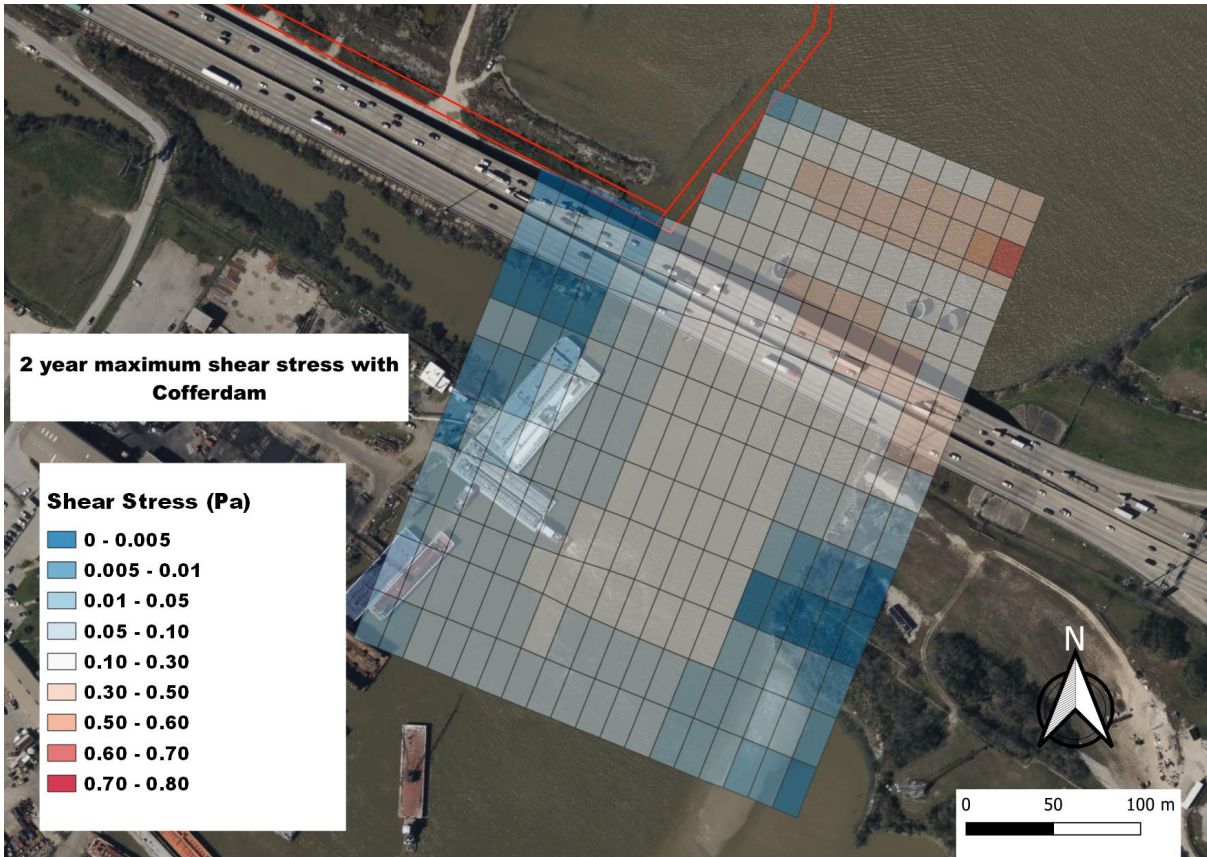 2 year maximum shear stress with
Cofferdam
Shear Stress (Pa)
0 - 0.005
0.005 - 0.01
0.01 - 0.05
0.05 - 0.10
0.10 - 0.30
0.30 - 0.50
0.50 - 0.60
0.60 - 0.70
0.70 - 0.80
N
0 50 100 m